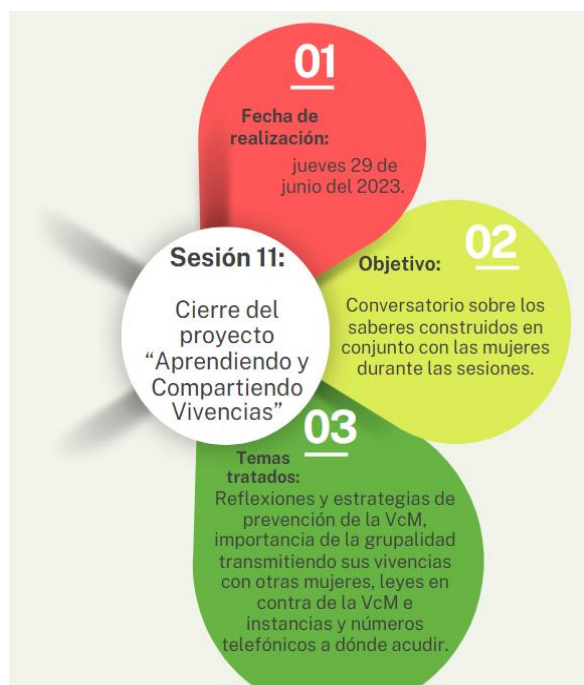 01
Fecha de
realización:
jueves 29 de
junio del 2023.
Sesión 11:
Cierre del
proyecto
“Aprendiendo y
Compartiendo
Vivencias”
02
Objetivo:
Conversatorio sobre los
saberes construidos en
conjunto con las mujeres
durante las sesiones.
03
Temas
tratados:
Reflexiones y estrategias de
prevención de la VcM,
importancia de la grupalidad
transmitiendo sus vivencias
con otras mujeres, leyes en
contra de la VcM e
instancias y números
telefónicos a dónde acudir.